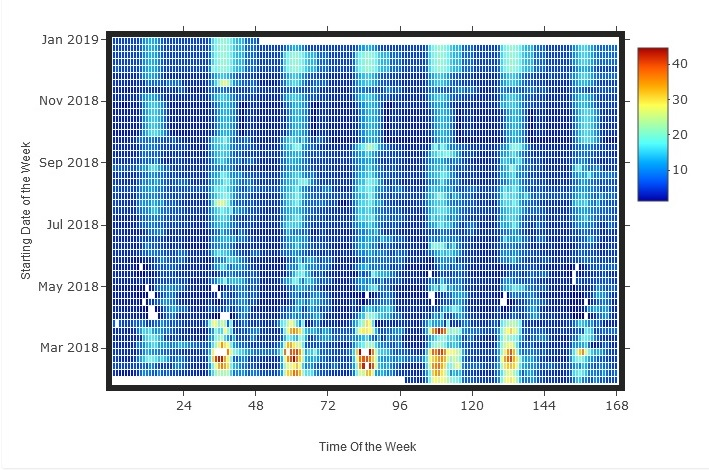 Jan 2019
Nov 2018
Sep 2018
Jul 2018
May 2018
Mar 2018
Starting Date of the Week
24 48 72 96 120 144 168
Time Of the Week
40
30
20
10